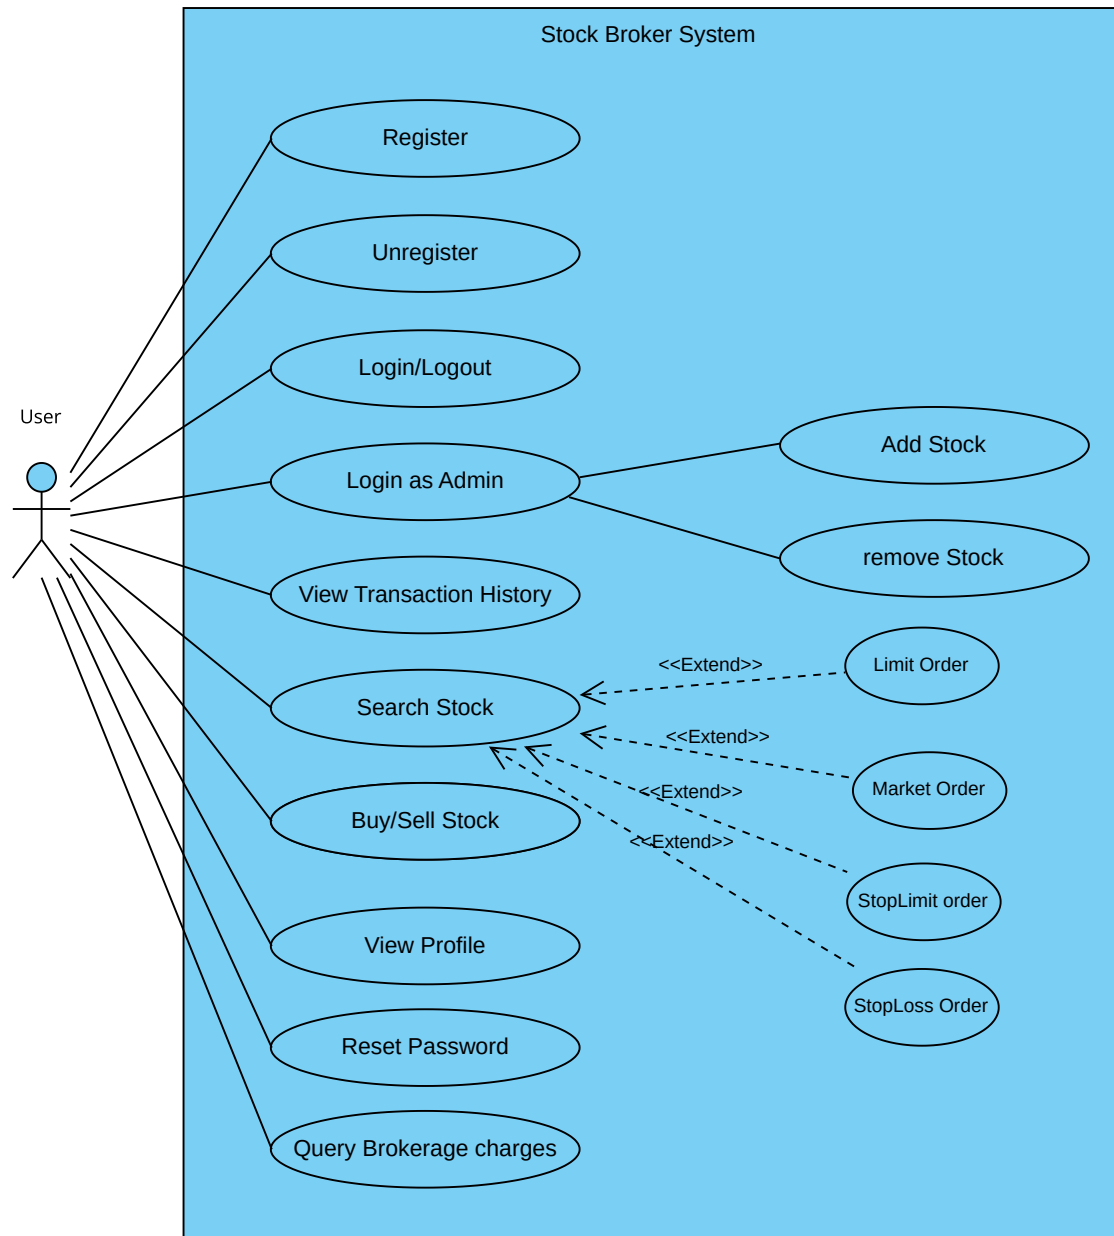 Stock Broker System
Register
Unregister
Login/Logout
User
Login as Admin
Add Stock
remove Stock
View Transaction History
Search Stock
<<Extend>>
Limit Order
<<Extend>>
Market Order
<<Extend>>
Buy/Sell Stock
<<Extend>>
StopLimit order
View Profile
StopLoss Order
Reset Password
Query Brokerage charges